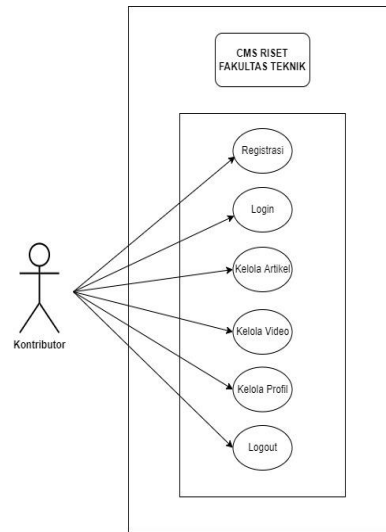 CMS RISET
FAKULTAS TEKNIK
Registrasi
Login
Kelola Artikel
Kelola Video
Kelola Profil
Logout
Kontributor